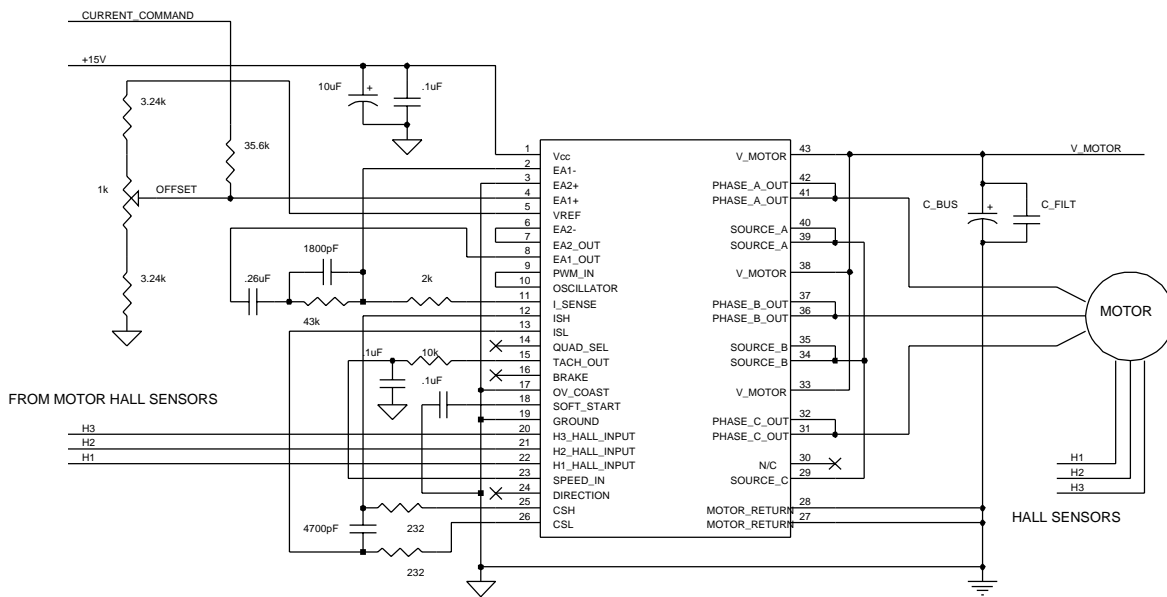 CURRENT_COMMAND
+15V
10uF
+
.1uF
3.24k
35.6k
1k
OFFSET
3.24k
1800pF
.26uF
2k
43k
.1uF
10k
.1uF
FROM MOTOR HALL SENSORS
H3
H2
H1
4700pF
232
232
1 Vcc
2 EA1-
3 EA2+
4 EA1+
5 VREF
6 EA2-
7 EA2_OUT
8 EA1_OUT
9 PWM_IN
10 OSCILLATOR
11 I_SENSE
12 ISH
13 ISL
14 QUAD_SEL
15 TACH_OUT
16 BRAKE
17 OV_COAST
18 SOFT_START
19 GROUND
20 H3_HALL_INPUT
21 H2_HALL_INPUT
22 H1_HALL_INPUT
23 SPEED_IN
24 DIRECTION
25 CSH
26 CSL
V_MOTOR 43
PHASE_A_OUT 42
PHASE_A_OUT 41
SOURCE_A 40
SOURCE_A 39
V_MOTOR 38
PHASE_B_OUT 37
PHASE_B_OUT 36
SOURCE_B 35
SOURCE_B 34
V_MOTOR 33
PHASE_C_OUT 32
PHASE_C_OUT 31
N/C 30
SOURCE_C 29
MOTOR_RETURN 28
MOTOR_RETURN 27
V_MOTOR
C_BUS
+
C_FILT
MOTOR
H1
H2
H3
HALL SENSORS